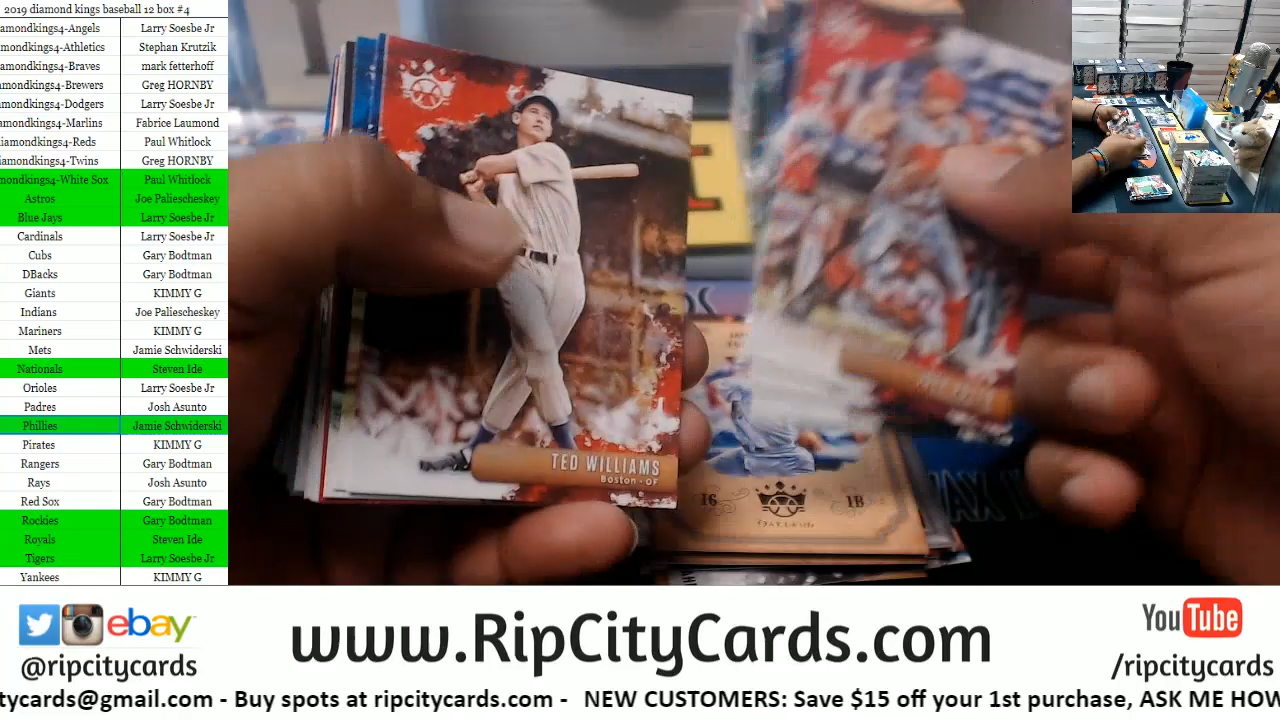 2019 diamond kings baseball 12 box #4
amondkings4-Angels Larry Soesbe Jr
mondkings4-Athletics Stephan Krutzik
amondkings4-Braves mark fetterhoff
mondkings4-Brewers Greg HORNBY
mondkings4-Dodgers Larry Soesbe Jr
mondkings4-Marlins Fabrice Laumond
iamondkings4-Reds Paul Whitlock
iamondkings4-Twins Greg HORNBY
mondkings4-White Sox Paul Whitlock
Astros Joe Paliescheskey
Blue Jays Larry Soesbe Jr
Cardinals Larry Soesbe Jr
Cubs Gary Bodtman
DBacks Gary Bodtman
Giants KIMMY G
Indians Joe Paliescheskey
Mariners KIMMY G
Mets Jamie Schwiderski
Nationals Steven Ide
Orioles Larry Soesbe Jr
Padres Josh Asunto
Phillies Jamie Schwiderski
Pirates KIMMY G
Rangers Gary Bodtman
Rays Josh Asunto
Red Sox Gary Bodtman
Rockies Gary Bodtman
Royals Steven Ide
Tigers Larry Soesbe Jr
Yankees KIMMY G
TED WILLIAMS
Boston • OF
16 1B
ebay
@ripcitycards
www.RipCityCards.com
YouTube
/ripcitycards
tycards@gmail.com - Buy spots at ripcitycards.com - NEW CUSTOMERS: Save $15 off your 1st purchase, ASK ME HOW